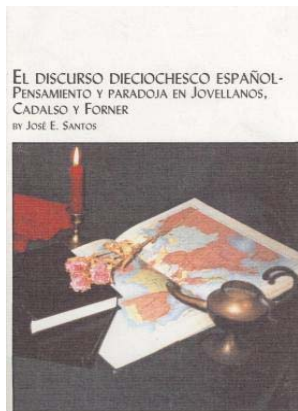 EL DISCURSO DIECIOCHESCO ESPAÑOL-
PENSAMIENTO Y PARADOJA EN JOVELLANOS,
CADALSO Y FORNER
BY JOSÉ E. SANTOS